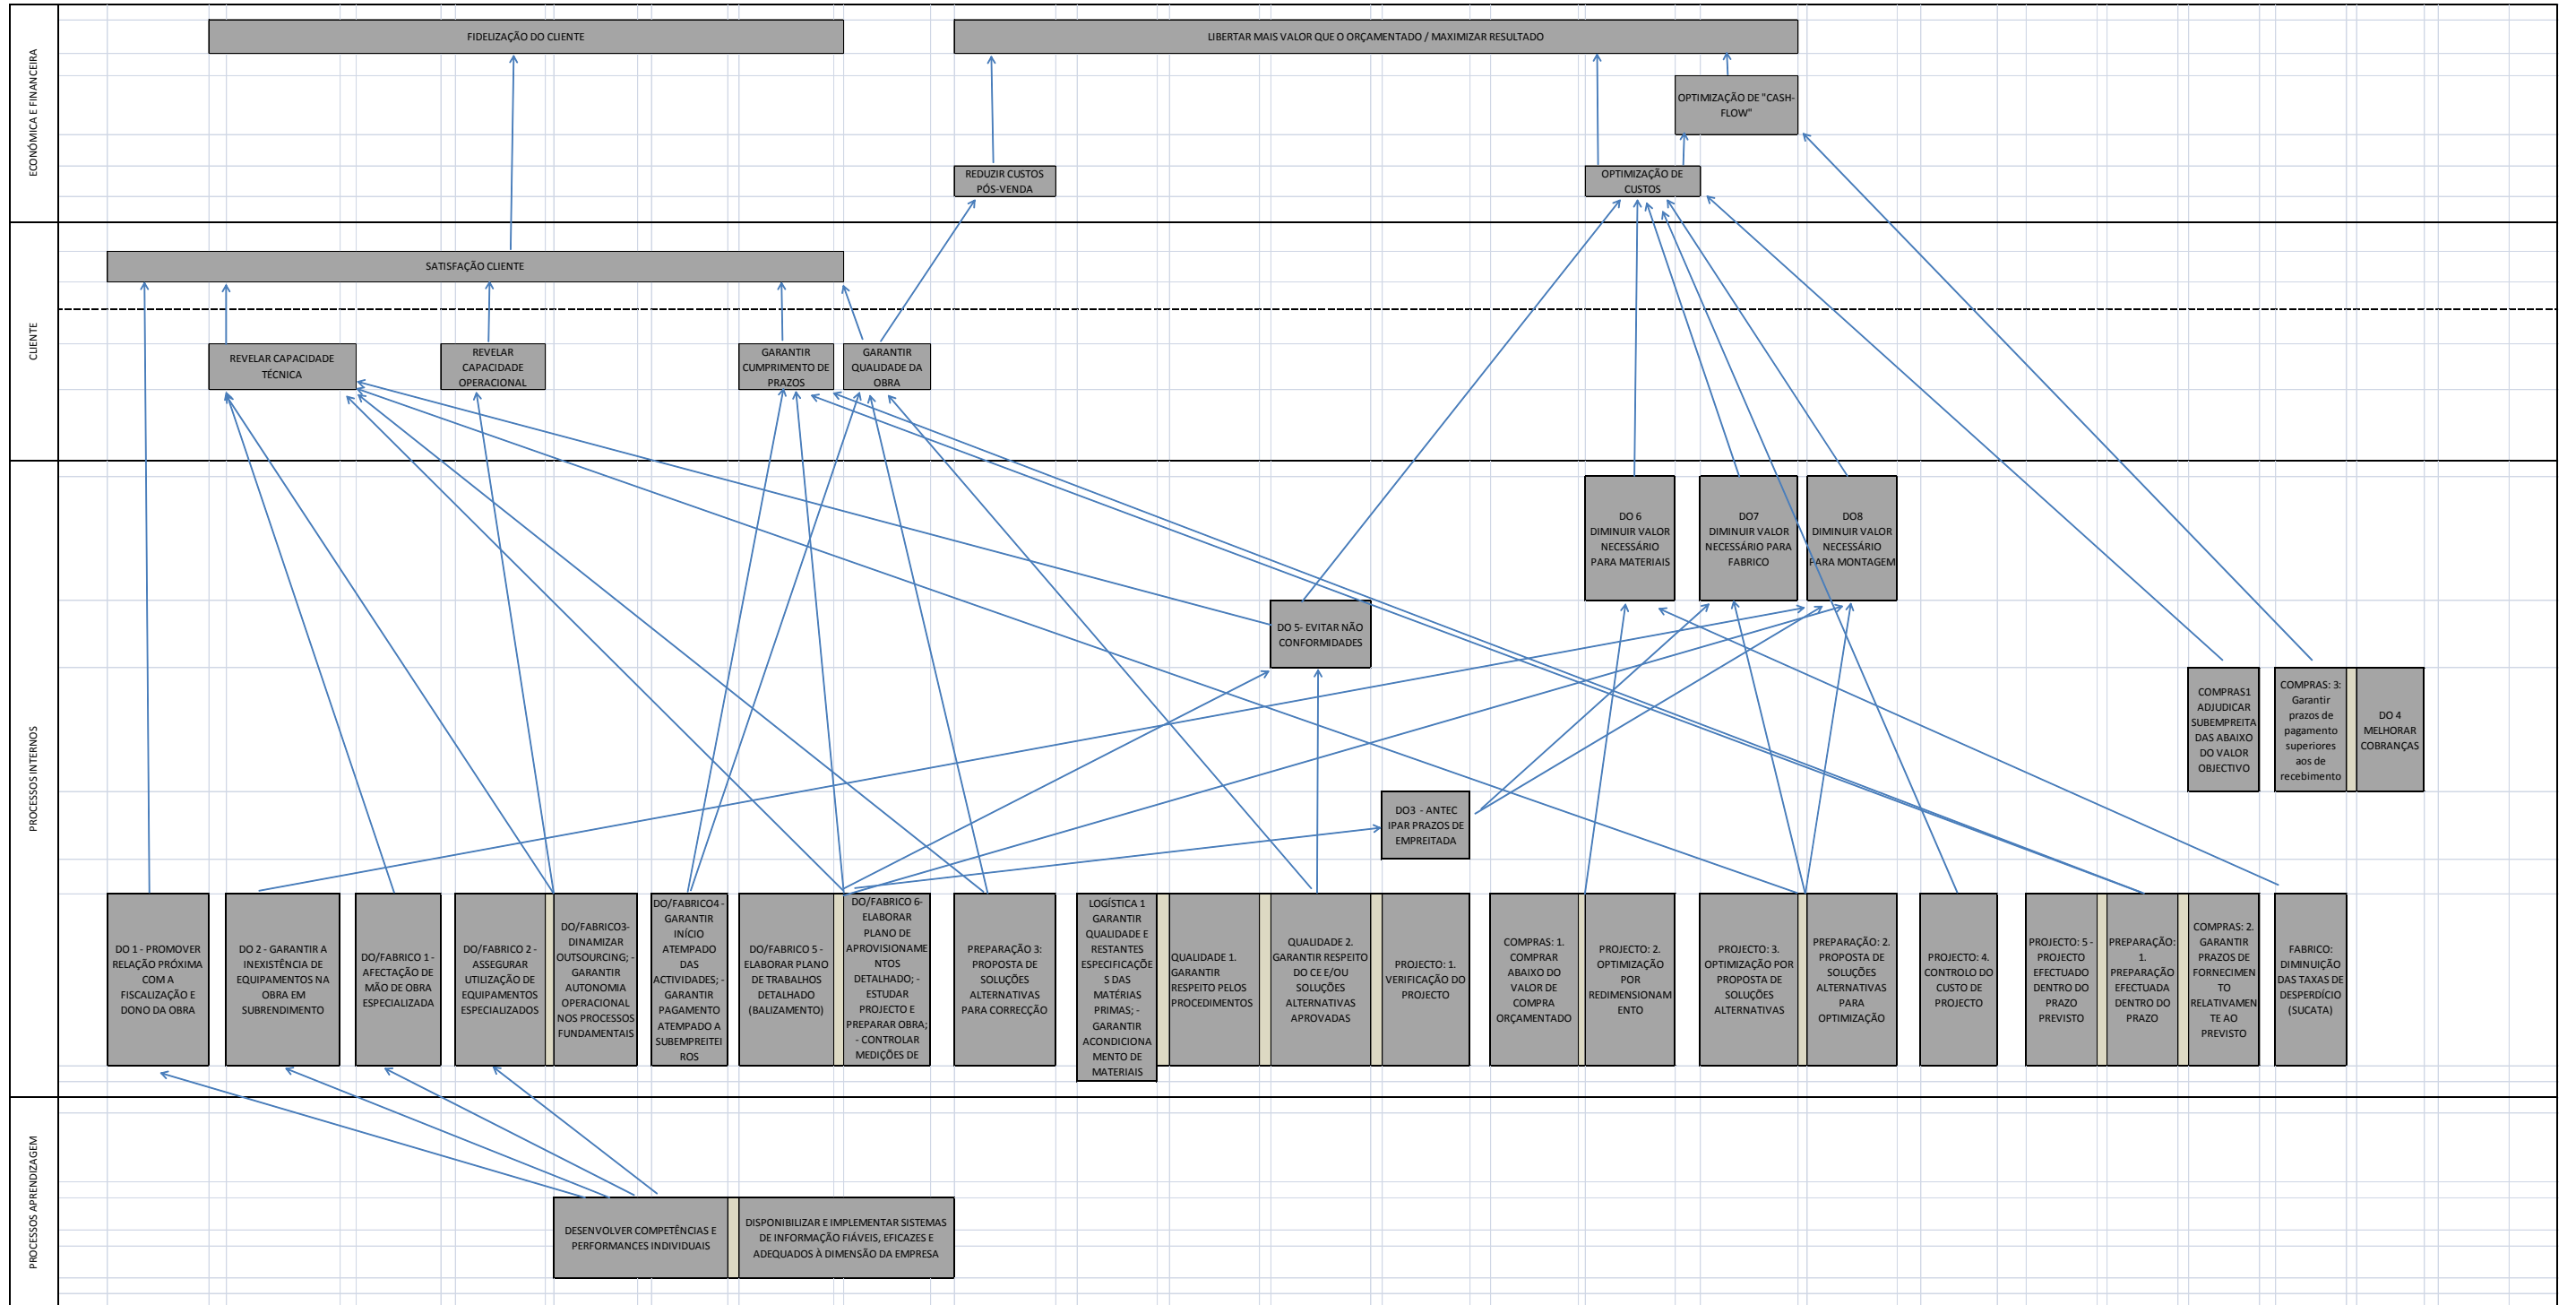 ECONÓMICA E FINANCEIRA
FIDELIZAÇÃO DO CLIENTE
LIBERTAR MAIS VALOR QUE O ORÇAMENTADO / MAXIMIZAR RESULTADO
OPTIMIZAÇÃO DE "CASH-
FLOW"
REDUZIR CUSTOS
PÓS-VENDA
OPTIMIZAÇÃO DE
CUSTOS
CLIENTE
SATISFAÇÃO CLIENTE
REVELAR CAPACIDADE
TÉCNICA
REVELAR
CAPACIDADE
OPERACIONAL
GARANTIR
CUMPRIMENTO DE
PRAZOS
GARANTIR
QUALIDADE DA
OBRA
PROCESSOS INTERNOS
DO 6
DIMINUIR VALOR
NECESSÁRIO
PARA MATERIAIS
DO7
DIMINUIR VALOR
NECESSÁRIO PARA
FABRICO
DO8
DIMINUIR VALOR
NECESSÁRIO
PARA MONTAGEM
DO 5- EVITAR NÃO
CONFORMIDADES
COMPRAS1
ADJUDICAR
SUBEMPREITA
DAS ABAIXO
DO VALOR
OBJECTIVO
COMPRAS: 3:
Garantir
prazos de
pagamento
superiores
aos de
recebimento
DO 4
MELHORAR
COBRANÇAS
DO3 - ANTEC
IPAR PRAZOS DE
EMPREITADA
DO 1 - PROMOVER
RELAÇÃO PRÓXIMA
COM A
FISCALIZAÇÃO E
DONO DA OBRA
DO 2 - GARANTIR A
INEXISTÊNCIA DE
EQUIPAMENTOS NA
OBRA EM
SUBRENDIMENTO
DO/FABRICO 1 -
AFECTAÇÃO DE
MÃO DE OBRA
ESPECIALIZADA
DO/FABRICO 2 -
ASSEGURAR
UTILIZAÇÃO DE
EQUIPAMENTOS
ESPECIALIZADOS
DO/FABRICO3-
DINAMIZAR
OUTSOURCING; -
GARANTIR
AUTONOMIA
OPERACIONAL
NOS PROCESSOS
FUNDAMENTAIS
DO/FABRICO4 -
GARANTIR
INÍCIO
ATEMPADO
DAS
ACTIVIDADES; -
GARANTIR
PAGAMENTO
ATEMPADO A
SUBEMPREITEI
ROS
DO/FABRICO 5 -
ELABORAR PLANO
DE TRABALHOS
DETALHADO
(BALIZAMENTO)
DO/FABRICO 6-
ELABORAR
PLANO DE
APROVISIONAME
NTOS
DETALHADO; -
ESTUDAR
PROJECTO E
PREPARAR OBRA;
- CONTROLAR
MEDIÇÕES DE
PREPARAÇÃO 3:
PROPOSTA DE
SOLUÇÕES
ALTERNATIVAS
PARA CORRECÇÃO
LOGÍSTICA 1
GARANTIR
QUALIDADE E
RESTANTES
ESPECIFICAÇÕE
S DAS
MATÉRIAS
PRIMAS; -
GARANTIR
ACONDICIONA
MENTO DE
MATERIAIS
QUALIDADE 1.
GARANTIR
RESPEITO PELOS
PROCEDIMENTOS
QUALIDADE 2.
GARANTIR RESPEITO
DO CE E/OU
SOLUÇÕES
ALTERNATIVAS
APROVADAS
PROJECTO: 1.
VERIFICAÇÃO DO
PROJECTO
COMPRAS: 1.
COMPRAR
ABAIXO DO
VALOR DE
COMPRA
ORÇAMENTADO
PROJECTO: 2.
OPTIMIZAÇÃO
POR
REDIMENSIONAM
ENTO
PROJECTO: 3.
OPTIMIZAÇÃO POR
PROPOSTA DE
SOLUÇÕES
ALTERNATIVAS
PREPARAÇÃO: 2.
PROPOSTA DE
SOLUÇÕES
ALTERNATIVAS
PARA
OPTIMIZAÇÃO
PROJECTO: 4.
CONTROLO DO
CUSTO DE
PROJECTO
PROJECTO: 5 -
PROJECTO
EFECTUADO
DENTRO DO
PRAZO
PREVISTO
PREPARAÇÃO:
1.
PREPARAÇÃO
EFECTUADA
DENTRO DO
PRAZO
COMPRAS: 2.
GARANTIR
PRAZOS DE
FORNECIMEN
TO
RELATIVAMEN
TE AO
PREVISTO
FABRICO:
DIMINUIÇÃO
DAS TAXAS DE
DESPERDÍCIO
(SUCATA)
PROCESSOS APRENDIZAGEM
DESENVOLVER COMPETÊNCIAS E
PERFORMANCES INDIVIDUAIS
DISPONIBILIZAR E IMPLEMENTAR SISTEMAS
DE INFORMAÇÃO FIÁVEIS, EFICAZES E
ADEQUADOS À DIMENSÃO DA EMPRESA